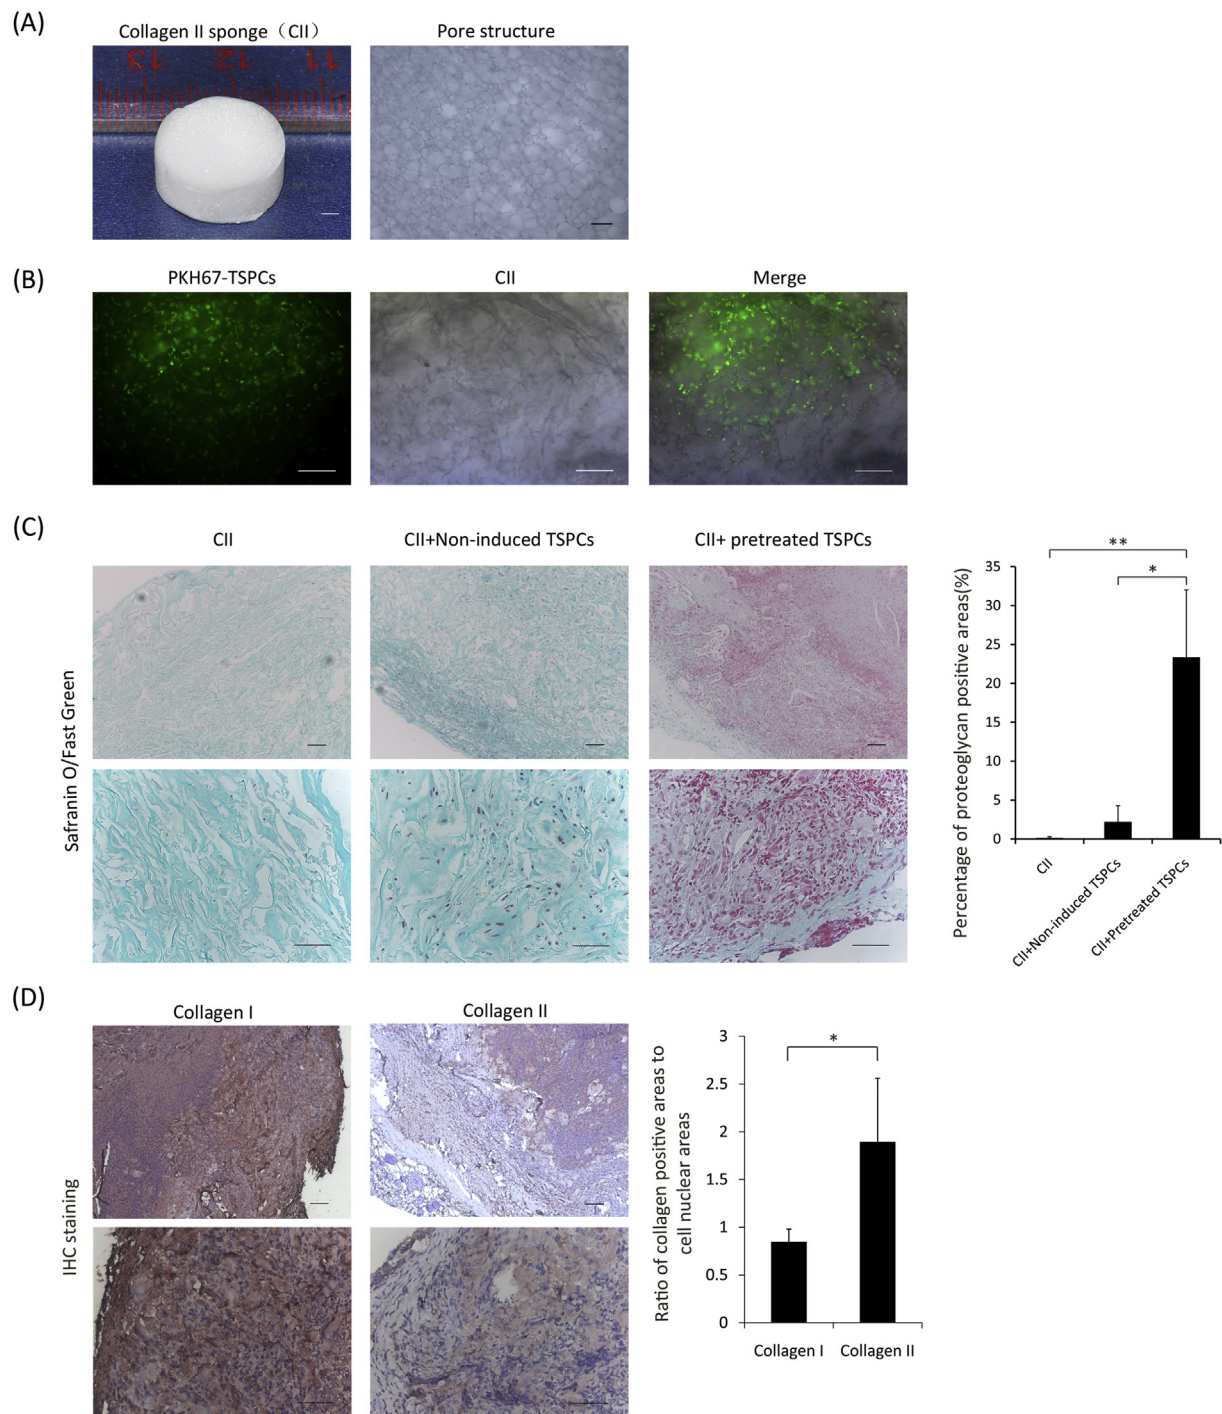 (A)
Collagen II sponge（CII）
Pore structure
13 12 11
(B)
PKH67-TSPCs
CII
Merge
(C)
CII
CII+Non-induced TSPCs
CII+ pretreated TSPCs
Safranin O/Fast Green
**
*
Percentage of proteoglycan positive areas(%)
35
30
25
20
15
10
5
0
CII
CII+Non-induced TSPCs
CII+Pretreated TSPCs
(D)
Collagen I
Collagen II
IHC staining
*
Ratio of collagen positive areas to
cell nuclear areas
3
2.5
2
1.5
1
0.5
0
Collagen I
Collagen II